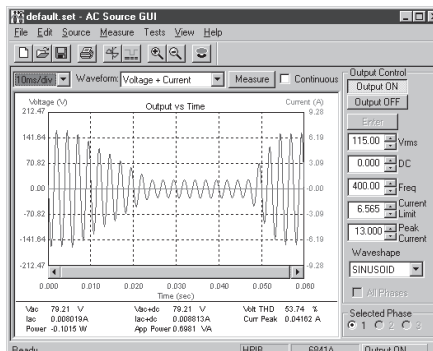 default.set - AC Source GUI
File Edit Source Measure Tests View Help
10ms/div Waveform: Voltage + Current Measure Continuous
Output Control
Output ON
Output OFF
Enter
115.00 Vrms
0.000 DC
400.00 Freq
6.565 Current Limit
13.000 Peak Current
Waveshape
SINUSOID
All Phases
Selected Phase
1 2 3
Voltage (V) Output vs Time Current (A)
212.47 9.28
141.64 6.19
70.82 3.09
0.00 -0.00
-70.82 -3.09
-141.64 -6.19
-212.47 -9.28
0.000 0.010 0.020 0.030 0.040 0.050 0.060
Time (sec)
Vac 79.21 V Vac+dc 79.21 V Volt THD 53.74 %
Iac 0.008019A Iac+dc 0.008813A Curr Peak 0.04162 A
Power -0.1015 W App Power 0.6981 VA
Ready HPIB 6841A Output ON